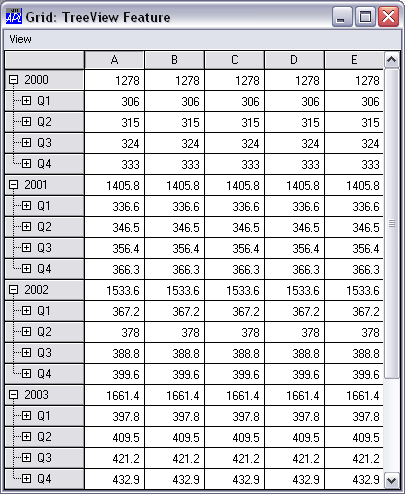 Grid: TreeView Feature
View
A B C D E
2000 1278 1278 1278 1278 1278
Q1 306 306 306 306 306
Q2 315 315 315 315 315
Q3 324 324 324 324 324
Q4 333 333 333 333 333
2001 1405.8 1405.8 1405.8 1405.8 1405.8
Q1 336.6 336.6 336.6 336.6 336.6
Q2 346.5 346.5 346.5 346.5 346.5
Q3 356.4 356.4 356.4 356.4 356.4
Q4 366.3 366.3 366.3 366.3 366.3
2002 1533.6 1533.6 1533.6 1533.6 1533.6
Q1 367.2 367.2 367.2 367.2 367.2
Q2 378 378 378 378 378
Q3 388.8 388.8 388.8 388.8 388.8
Q4 399.6 399.6 399.6 399.6 399.6
2003 1661.4 1661.4 1661.4 1661.4 1661.4
Q1 397.8 397.8 397.8 397.8 397.8
Q2 409.5 409.5 409.5 409.5 409.5
Q3 421.2 421.2 421.2 421.2 421.2
Q4 432.9 432.9 432.9 432.9 432.9